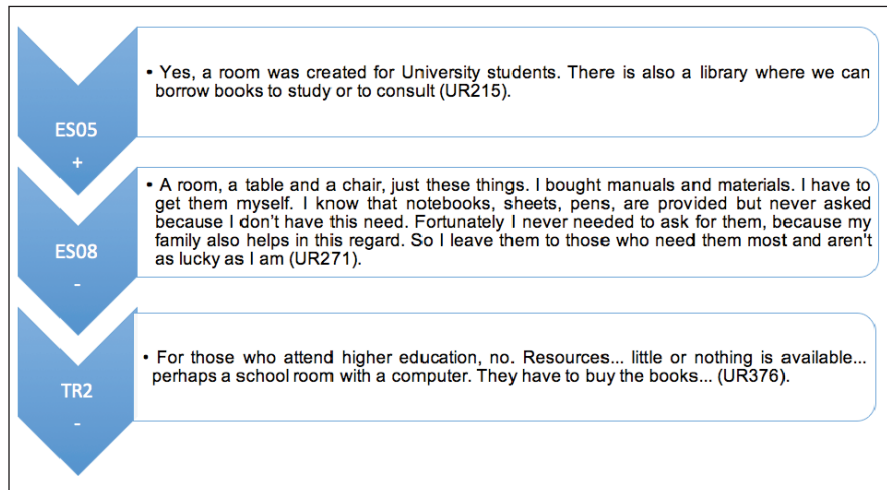 • Yes, a room was created for University students. There is also a library where we can
borrow books to study or to consult (UR215).
ES05
+
• A room, a table and a chair, just these things. I bought manuals and materials. I have to
get them myself. I know that notebooks, sheets, pens, are provided but never asked
because I don't have this need. Fortunately I never needed to ask for them, because my
family also helps in this regard. So I leave them to those who need them most and aren't
as lucky as I am (UR271).
ES08
-
• For those who attend higher education, no. Resources... little or nothing is available...
perhaps a school room with a computer. They have to buy the books... (UR376).
TR2
-